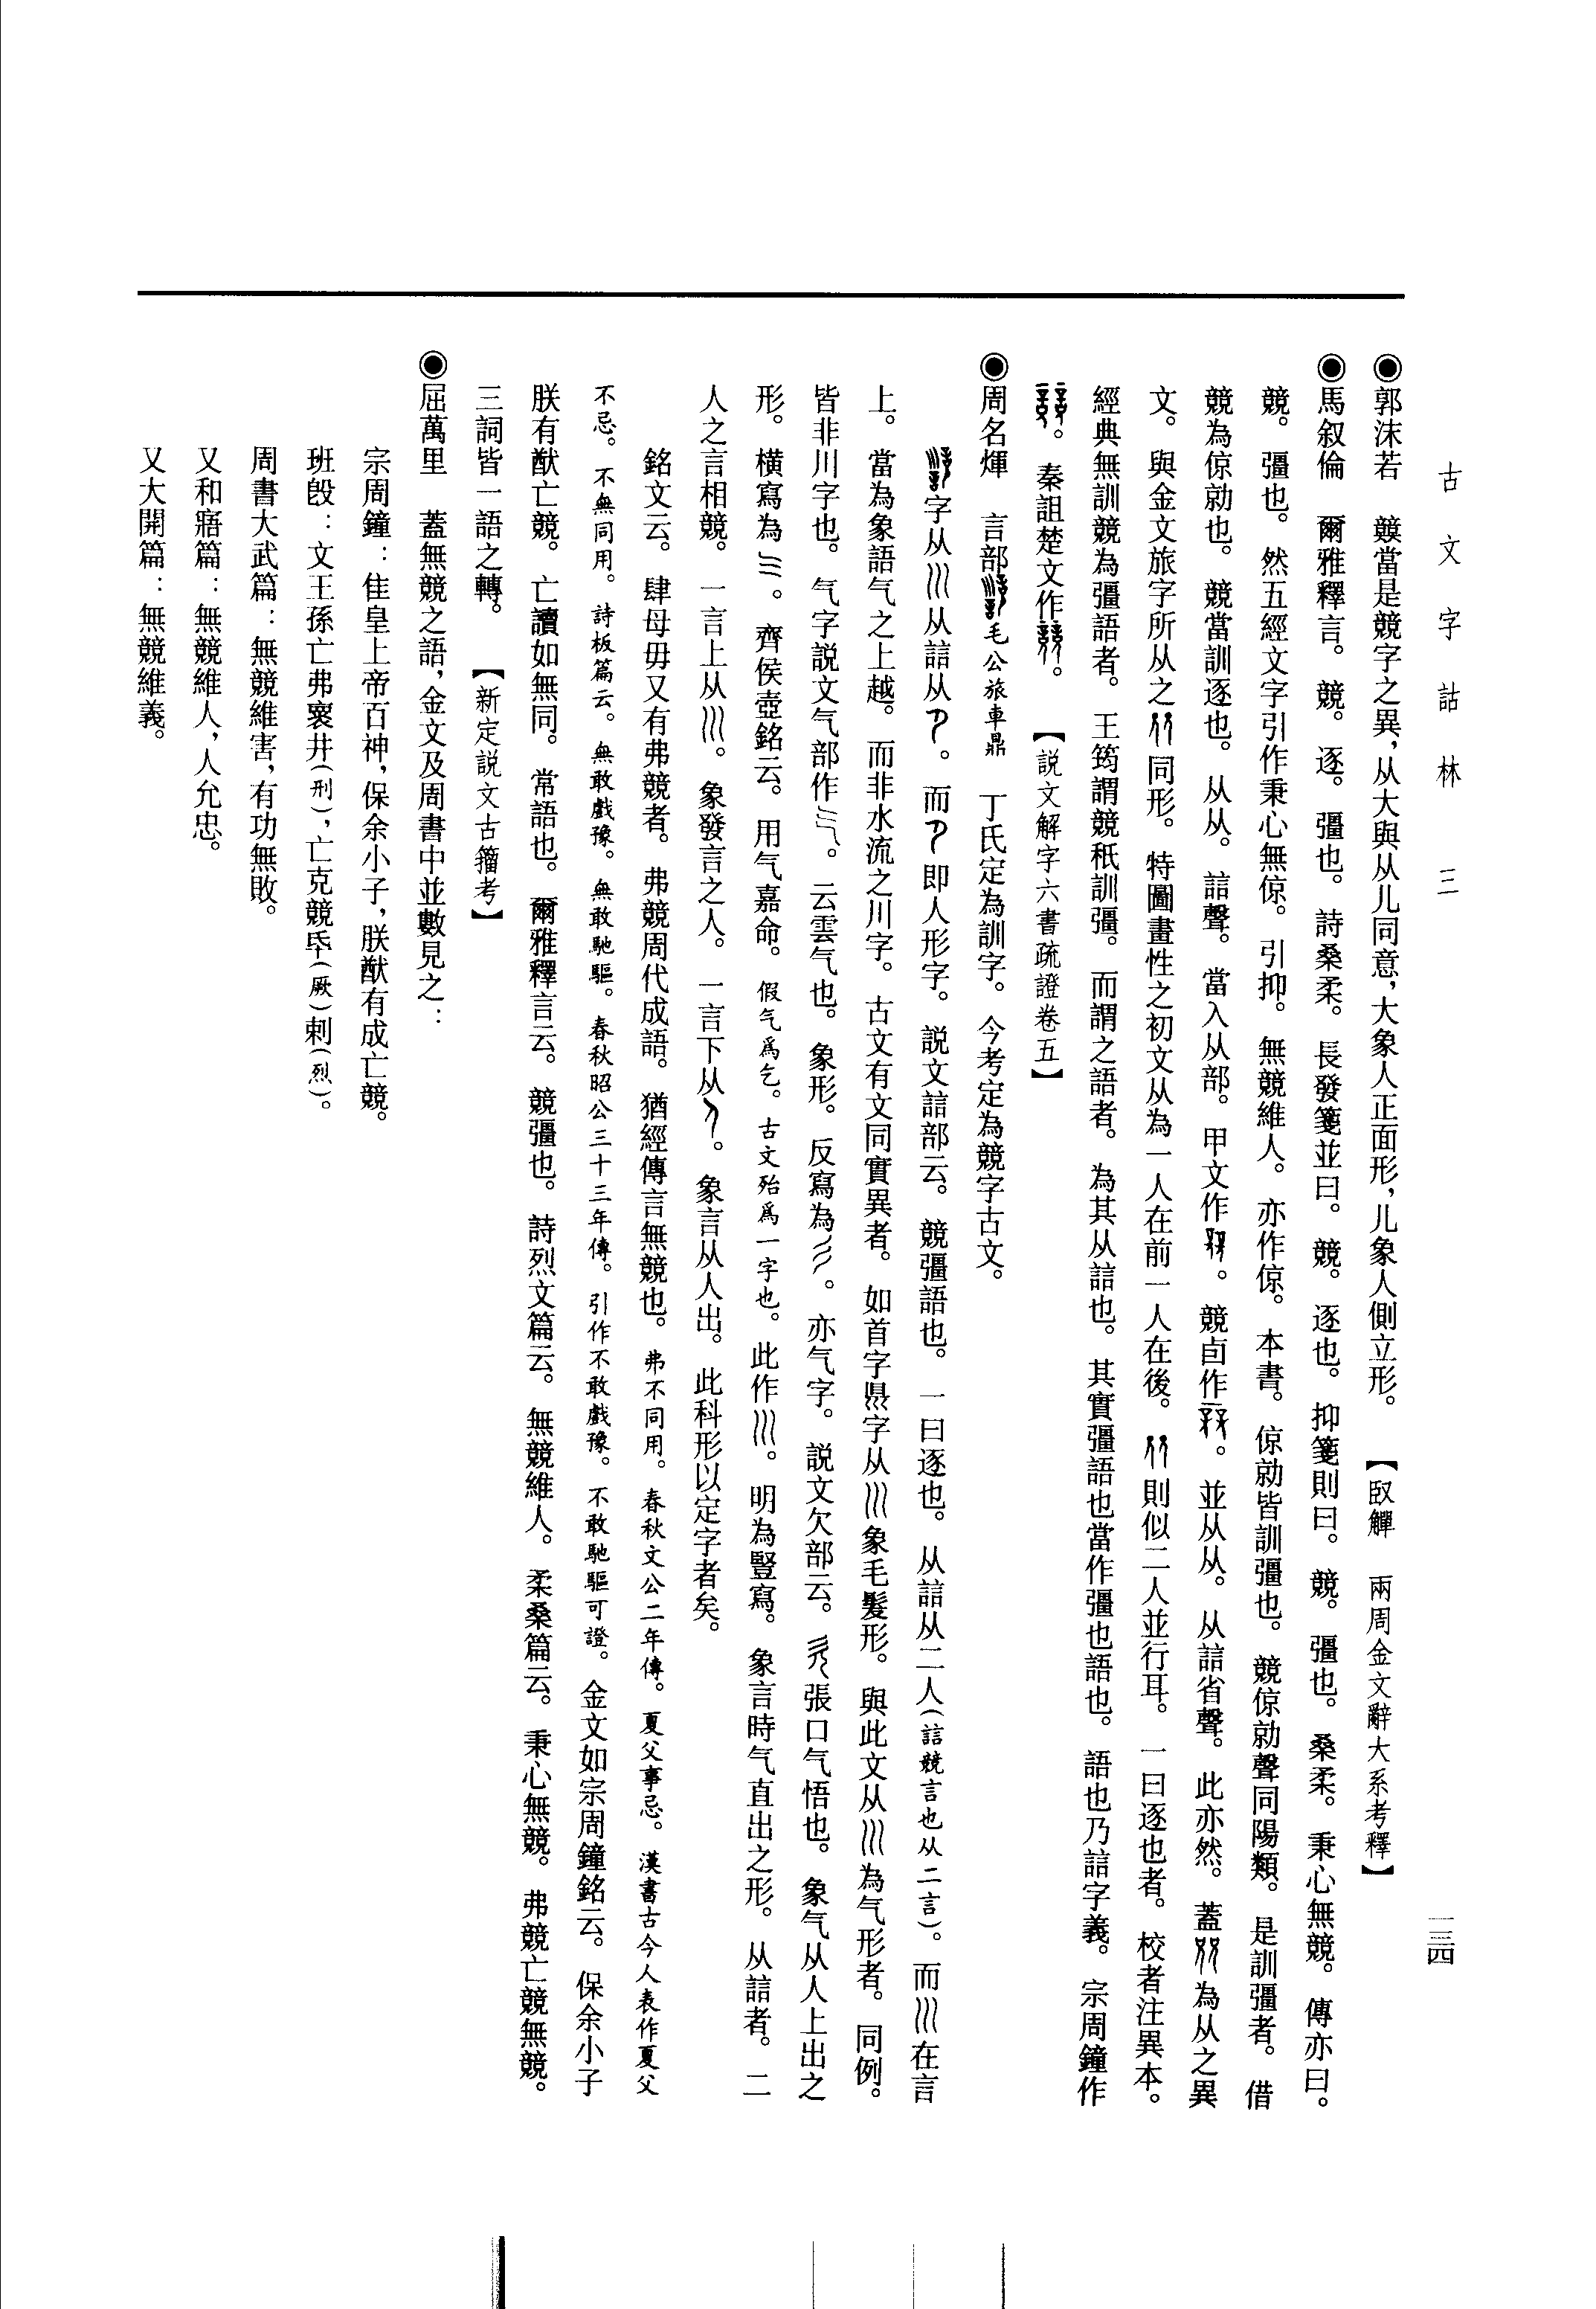 古文字詁林 三
一三四
◉郭沫若 當是競字之異，从大與从儿同意，大象人正面形，儿象人側立形。 【䍐觶 兩周金文辭大系考釋】
◉馬叙倫 爾雅釋言。競。逐。彊也。詩桑柔。長發箋並曰。競。逐也。抑箋則曰。競。彊也。桑柔。秉心無競。傳亦曰。
競。彊也。然五經文字引作秉心無倞。引抑。無競維人。亦作倞。本書。倞勍皆訓彊也。競倞勍聲同陽類。是訓彊者。借
競為倞勍也。競當訓逐也。从从。誩聲。當入从部。甲文作。競卣作。並从从。从誩省聲。此亦然。蓋為从之異
文。與金文旅字所从之同形。特圖畫性之初文从為一人在前一人在後。則似二人並行耳。一曰逐也者。校者注異本。
經典無訓競為彊語者。王筠謂競秖訓彊。而謂之語者。為其从誩也。其實彊語也當作彊也語也。語也乃誩字義。宗周鐘作
。秦詛楚文作。 【説文解字六書疏證卷五】
◉周名煇 言部毛公旅車鼎 丁氏定為訓字。今考定為競字古文。
字从从誩从。而即人形字。説文誩部云。競彊語也。一曰逐也。从誩从二人(誩競言也从二言)。而在言
上。當為象語气之上越。而非水流之川字。古文有文同實異者。如首字𥄉字从象毛髮形。與此文从為气形者。同例。
皆非川字也。气字説文气部作。云雲气也。象形。反寫為。亦气字。説文欠部云。張口气悟也。象气从人上出之
形。橫寫為。齊侯壺銘云。用气嘉命。假气爲乞。古文殆爲一字也。此作。明為豎寫。象言時气直出之形。从誩者。二
人之言相競。一言上从。象發言之人。一言下从。象言从人出。此科形以定字者矣。
銘文云。肆母毋又有弗競者。弗競周代成語。猶經傳言無競也。弗不同用。春秋文公二年傳。夏父事忌。漢書古今人表作夏父
不忌。不無同用。詩板篇云。無敢戲豫。無敢馳驅。春秋昭公三十三年傳。引作不敢戲豫。不敢馳驅可證。金文如宗周鐘銘云。保余小子
朕有猷亡競。亡讀如無同。常語也。爾雅釋言云。競彊也。詩烈文篇云。無競維人。柔桑篇云。秉心無競。弗競亡競無競。
三詞皆一語之轉。 【新定説文古籀考】
◉屈萬里 蓋無競之語，金文及周書中並數見之：
宗周鐘：隹皇上帝百神，保余小子，朕猷有成亡競。
班𣪘：文王孫亡弗褱井(刑)，亡克競𠂤(厥)剌(烈)。
周書大武篇：無競維害，有功無敗。
又和寤篇：無競維人，人允忠。
又大開篇：無競維義。